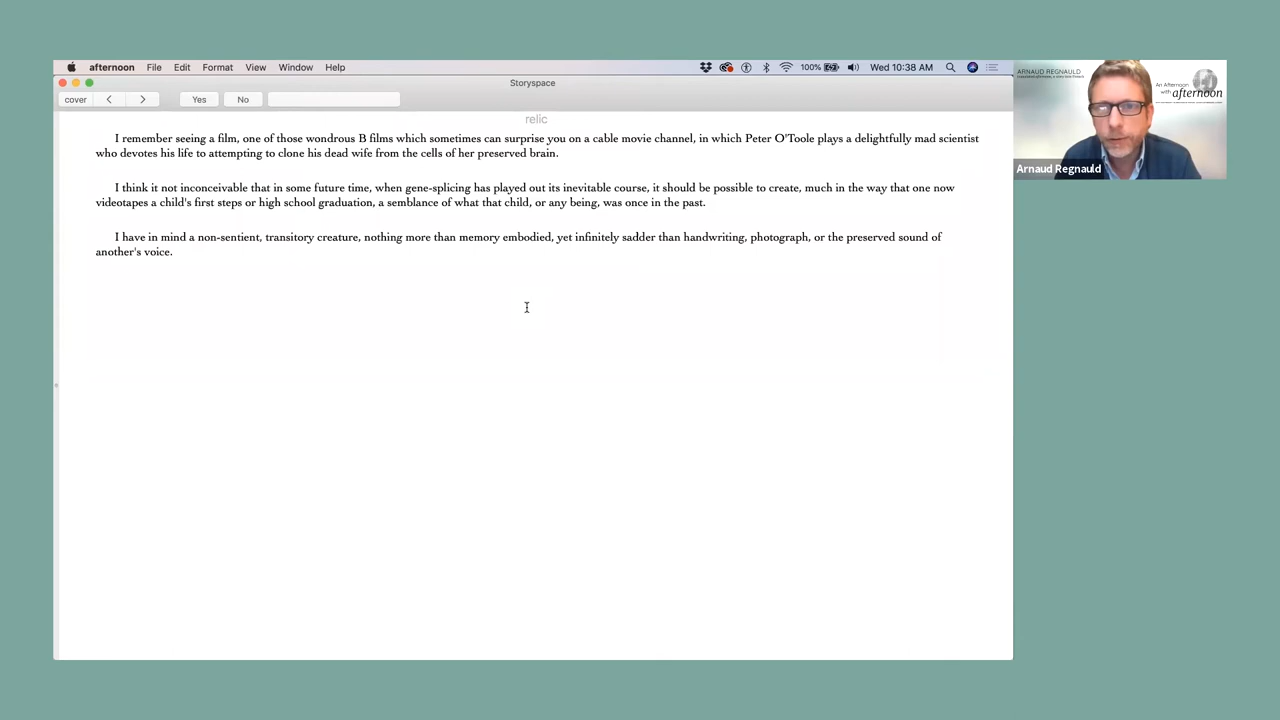 afternoon File Edit Format View Window Help 100% Wed 10:38 AM
Storyspace
cover Yes No
relic
I remember seeing a film, one of those wondrous B films which sometimes can surprise you on a cable movie channel, in which Peter O'Toole plays a delightfully mad scientist
who devotes his life to attempting to clone his dead wife from the cells of her preserved brain.
I think it not inconceivable that in some future time, when gene-splicing has played out its inevitable course, it should be possible to create, much in the way that one now
videotapes a child's first steps or high school graduation, a semblance of what that child, or any being, was once in the past.
I have in mind a non-sentient, transitory creature, nothing more than memory embodied, yet infinitely sadder than handwriting, photograph, or the preserved sound of
another's voice.
ARNAUD REGNAULD
An Afternoon
with afternoon
Arnaud Regnauld